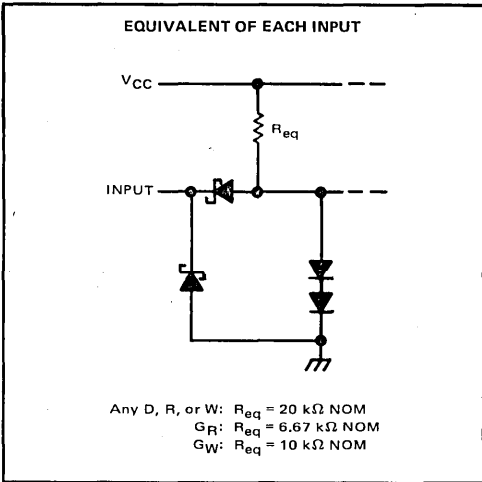 EQUIVALENT OF EACH INPUT
VCC
Req
INPUT
Any D, R, or W: Req = 20 kΩ NOM
GR: Req = 6.67 kΩ NOM
GW: Req = 10 kΩ NOM